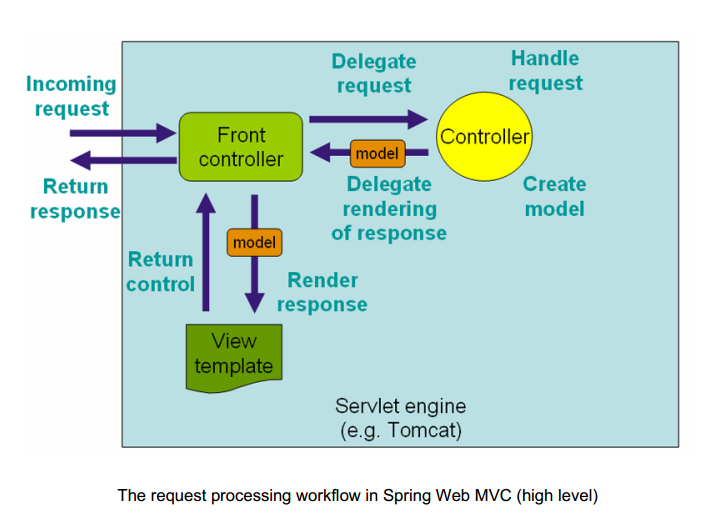 Incoming
request
Return
response
Delegate
request
Handle
request
Front
controller
model
Controller
Delegate
rendering
of response
Create
model
Return
control
model
Render
response
View
template
Servlet engine
(e.g. Tomcat)
The request processing workflow in Spring Web MVC (high level)